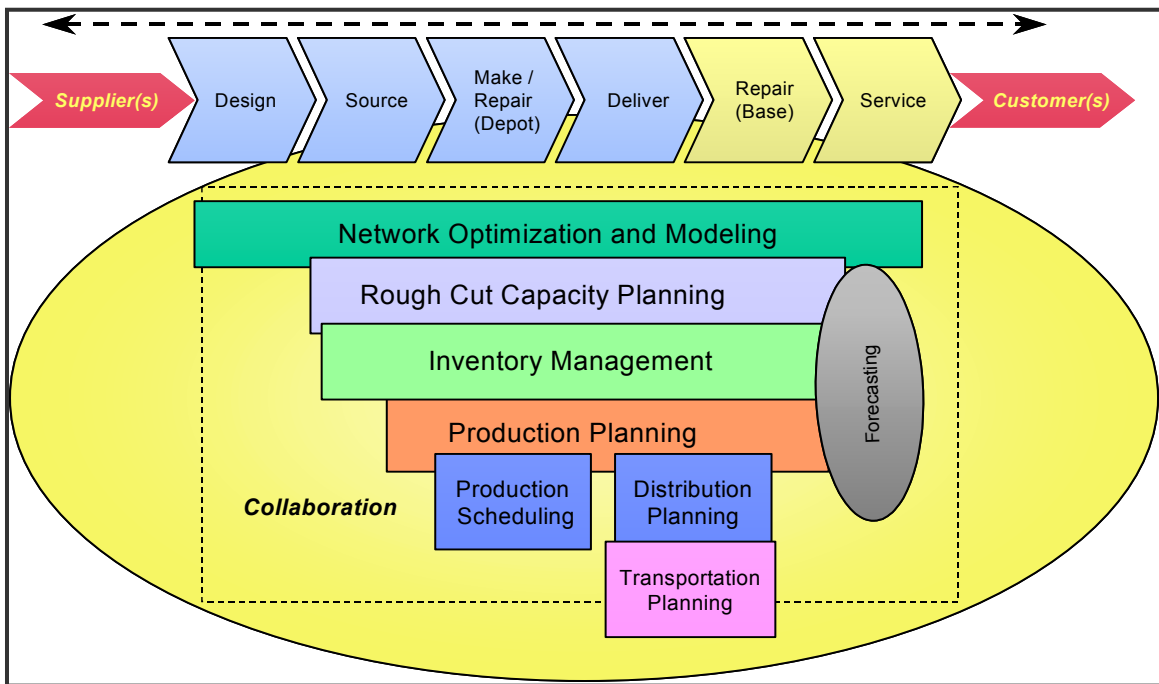 Supplier(s)
Design
Source
Make /
Repair
(Depot)
Deliver
Repair
(Base)
Service
Customer(s)
Network Optimization and Modeling
Rough Cut Capacity Planning
Inventory Management
Forecasting
Production Planning
Collaboration
Production
Scheduling
Distribution
Planning
Transportation
Planning